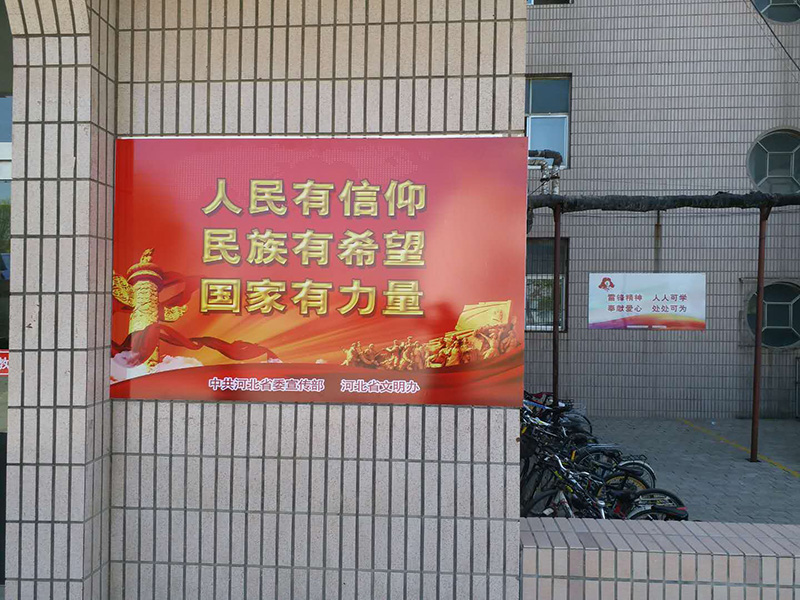 人民有信仰
民族有希望
国家有力量
中共河北省委宣传部 河北省文明办
雷锋精神 人人可学
奉献爱心 处处可为